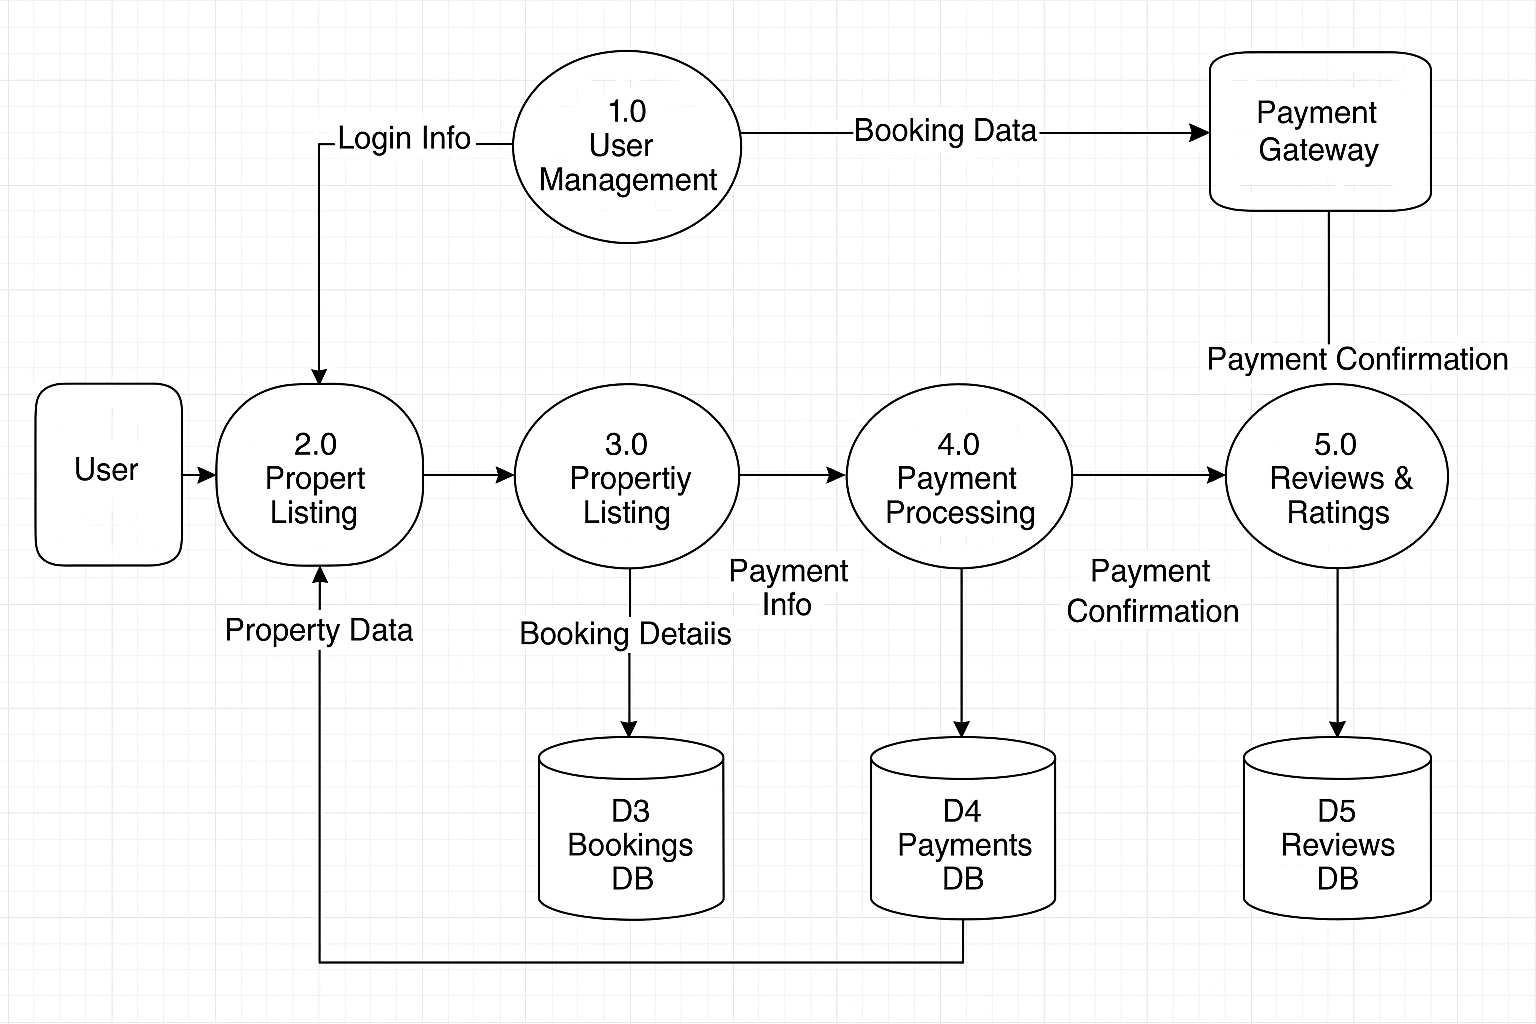 1.0
User
Management
Login Info
Booking Data
Payment
Gateway
Payment Confirmation
User
2.0
Propert
Listing
3.0
Propertiy
Listing
4.0
Payment
Processing
5.0
Reviews &
Ratings
Property Data
Booking Detaiis
Payment
Info
Payment
Confirmation
D3
Bookings
DB
D4
Payments
DB
D5
Reviews
DB